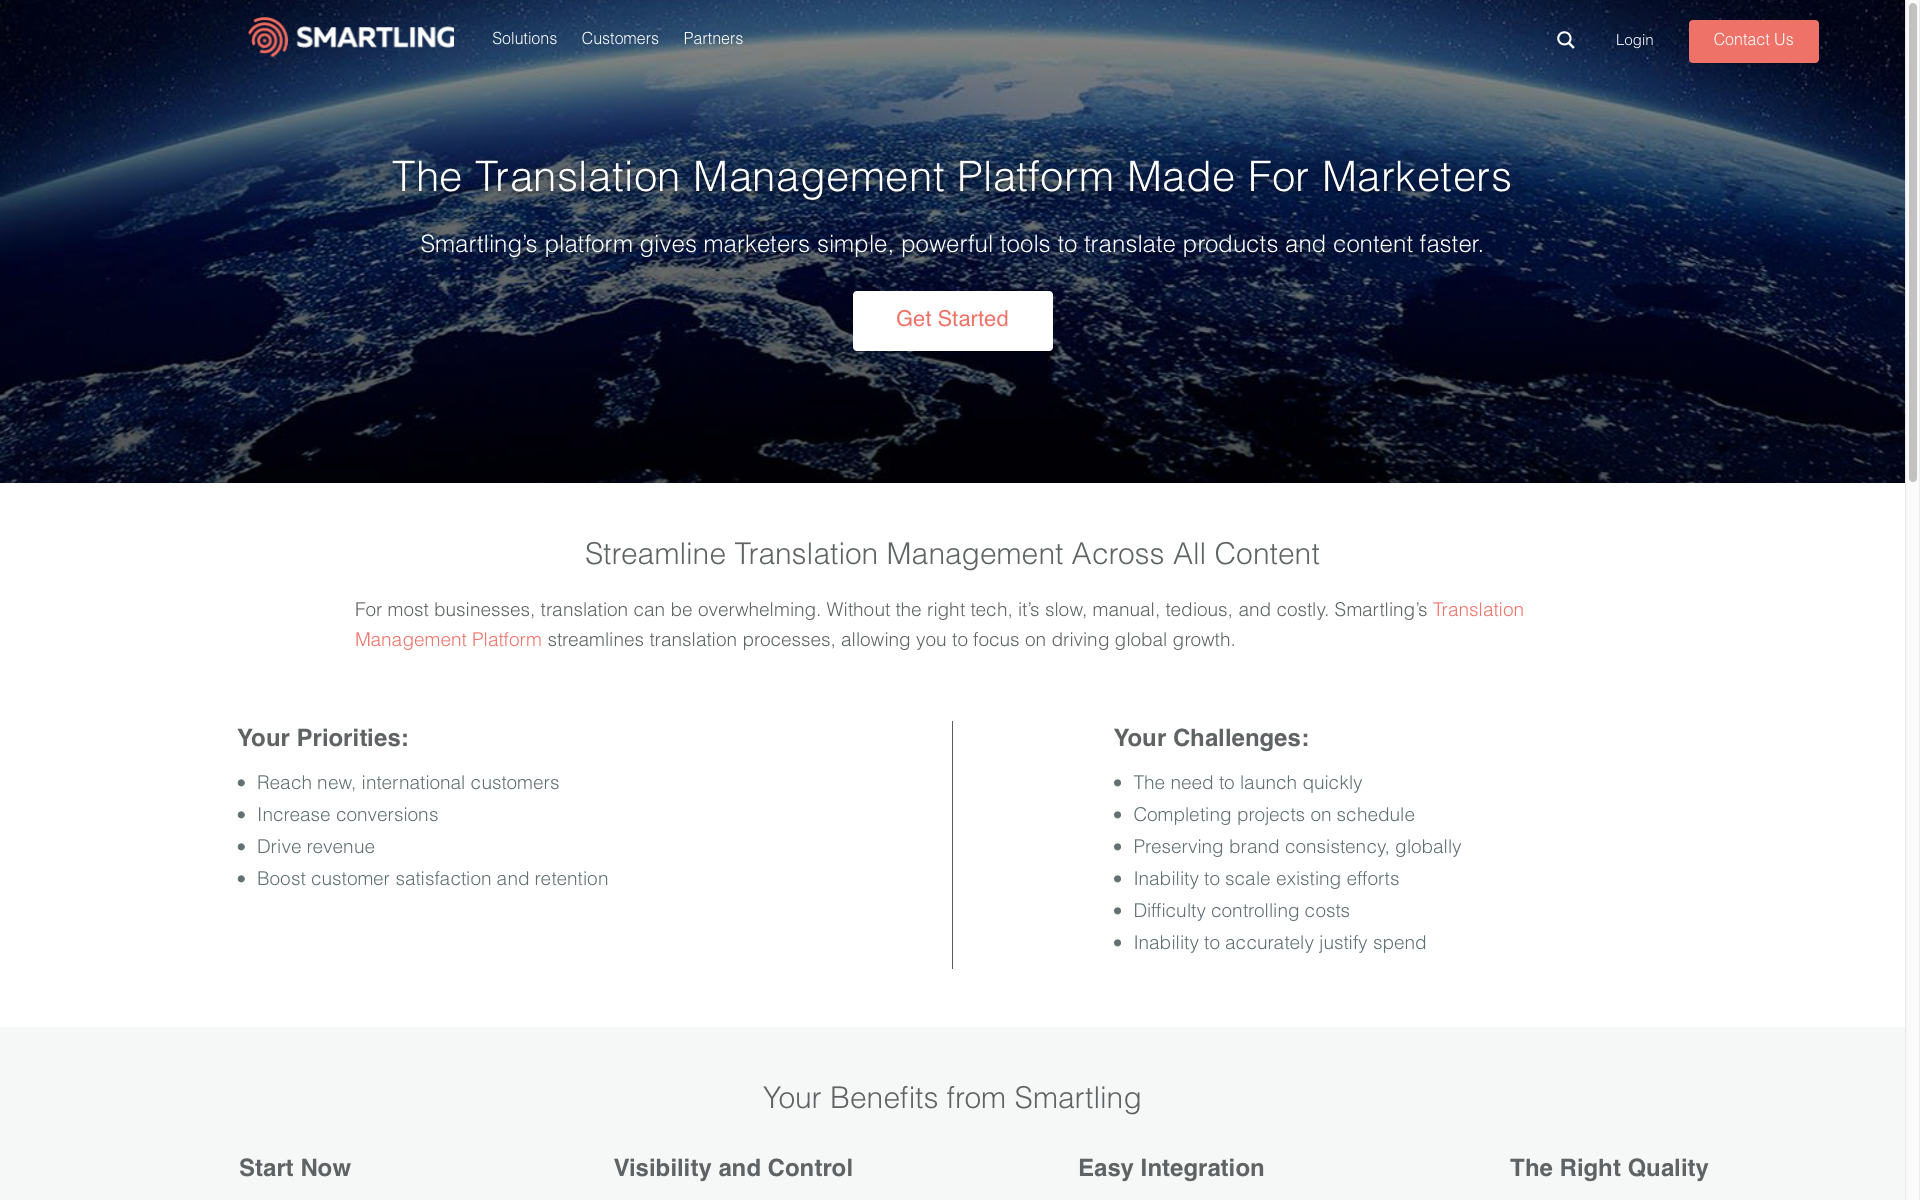 SMARTLING
Solutions
Customers
Partners
Login
Contact Us
The Translation Management Platform Made For Marketers
Smartling’s platform gives marketers simple, powerful tools to translate products and content faster.
Get Started
Streamline Translation Management Across All Content
For most businesses, translation can be overwhelming. Without the right tech, it’s slow, manual, tedious, and costly. Smartling’s Translation
Management Platform streamlines translation processes, allowing you to focus on driving global growth.
Your Priorities:
Reach new, international customers
Increase conversions
Drive revenue
Boost customer satisfaction and retention
Your Challenges:
The need to launch quickly
Completing projects on schedule
Preserving brand consistency, globally
Inability to scale existing efforts
Difficulty controlling costs
Inability to accurately justify spend
Your Benefits from Smartling
Start Now
Visibility and Control
Easy Integration
The Right Quality